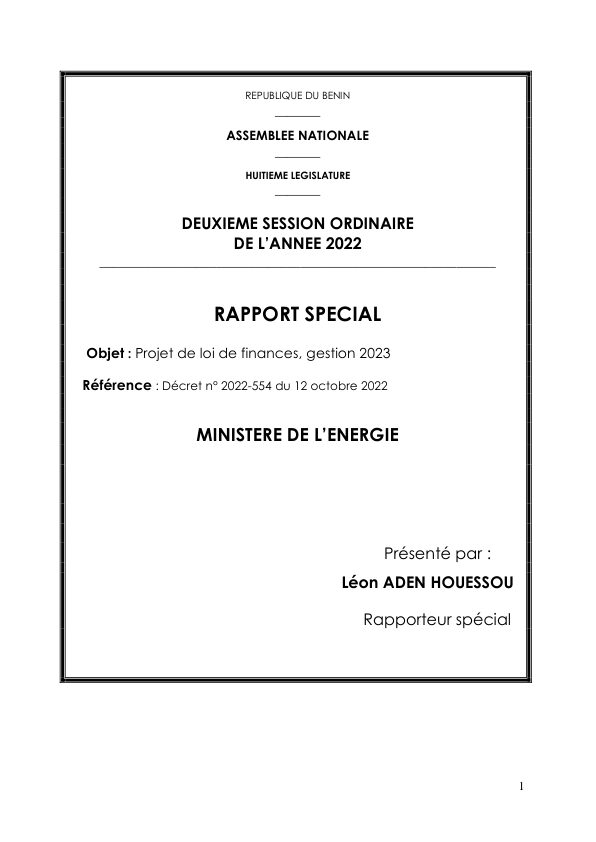 REPUBLIQUE DU BENIN
ASSEMBLEE NATIONALE
HUITIEME LEGISLATURE
DEUXIEME SESSION ORDINAIRE
DE L’ANNEE 2022
RAPPORT SPECIAL
Objet : Projet de loi de finances, gestion 2023
Référence : Décret n° 2022-554 du 12 octobre 2022
MINISTERE DE L’ENERGIE
Présenté par :
Léon ADEN HOUESSOU
Rapporteur spécial
1